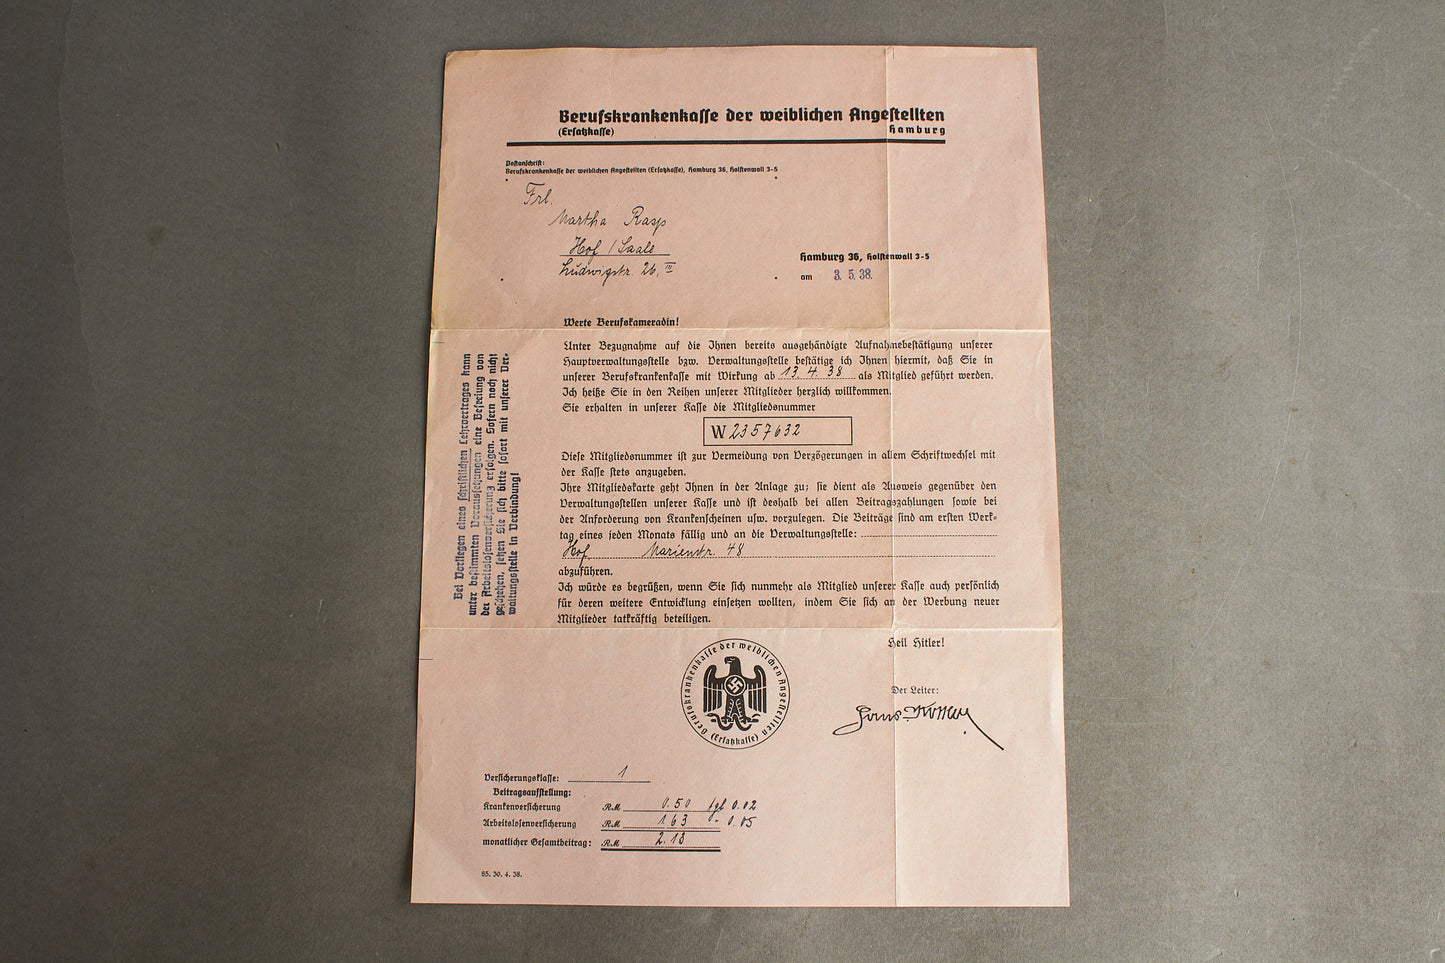 Berufskrankenkasse der weiblichen Angestellten
(Ersatzkasse) Hamburg
Postanschrift:
Berufskrankenkasse der weiblichen Angestellten (Ersatzkasse), Hamburg 36, Holstenwall 3-5
Frl.
Martha Rasp
Hof / Saale
Ludwigstr. 26, III
Hamburg 36, Holstenwall 3-5
am 3. 5. 38.
Werte Berufskameradin!
Unter Bezugnahme auf die Ihnen bereits ausgehändigte Aufnahmebestätigung unserer
Hauptverwaltungsstelle bzw. Verwaltungsstelle bestätige ich Ihnen hiermit, daß Sie in
unserer Berufskrankenkasse mit Wirkung ab 13. 4. 38 als Mitglied geführt werden.
Ich heiße Sie in den Reihen unserer Mitglieder herzlich willkommen.
Sie erhalten in unserer Kasse die Mitgliedsnummer
W 2357632
Diese Mitgliedsnummer ist zur Vermeidung von Verzögerungen in allem Schriftwechsel mit
der Kasse stets anzugeben.
Ihre Mitgliedskarte geht Ihnen in der Anlage zu; sie dient als Ausweis gegenüber den
Verwaltungsstellen unserer Kasse und ist deshalb bei allen Beitragszahlungen sowie bei
der Anforderung von Krankenscheinen usw. vorzulegen. Die Beiträge sind am ersten Werk-
tag eines jeden Monats fällig und an die Verwaltungsstelle:
Hof Marienstr. 48
abzuführen.
Ich würde es begrüßen, wenn Sie sich nunmehr als Mitglied unserer Kasse auch persönlich
für deren weitere Entwicklung einsetzen wollten, indem Sie sich an der Werbung neuer
Mitglieder tatkräftig beteiligen.
Heil Hitler!
Der Leiter:
Berufskrankenkasse der weiblichen Angestellten
(Ersatzkasse)
Bei Vorliegen eines schriftlichen Lehrvertrages kann
unter bestimmten Voraussetzungen eine Befreiung von
der Arbeitslosenversicherung erfolgen. Sofern noch nicht
geschehen, setzen Sie sich bitte sofort mit unserer Ver-
waltungsstelle in Verbindung!
Versicherungsklasse: 1
Beitragsaufstellung:
Krankenversicherung RM 0.50 tgl 0.02
Arbeitslosenversicherung RM 1 63 " - 0.05
monatlicher Gesamtbeitrag: RM 2.13
85. 30. 4. 38.